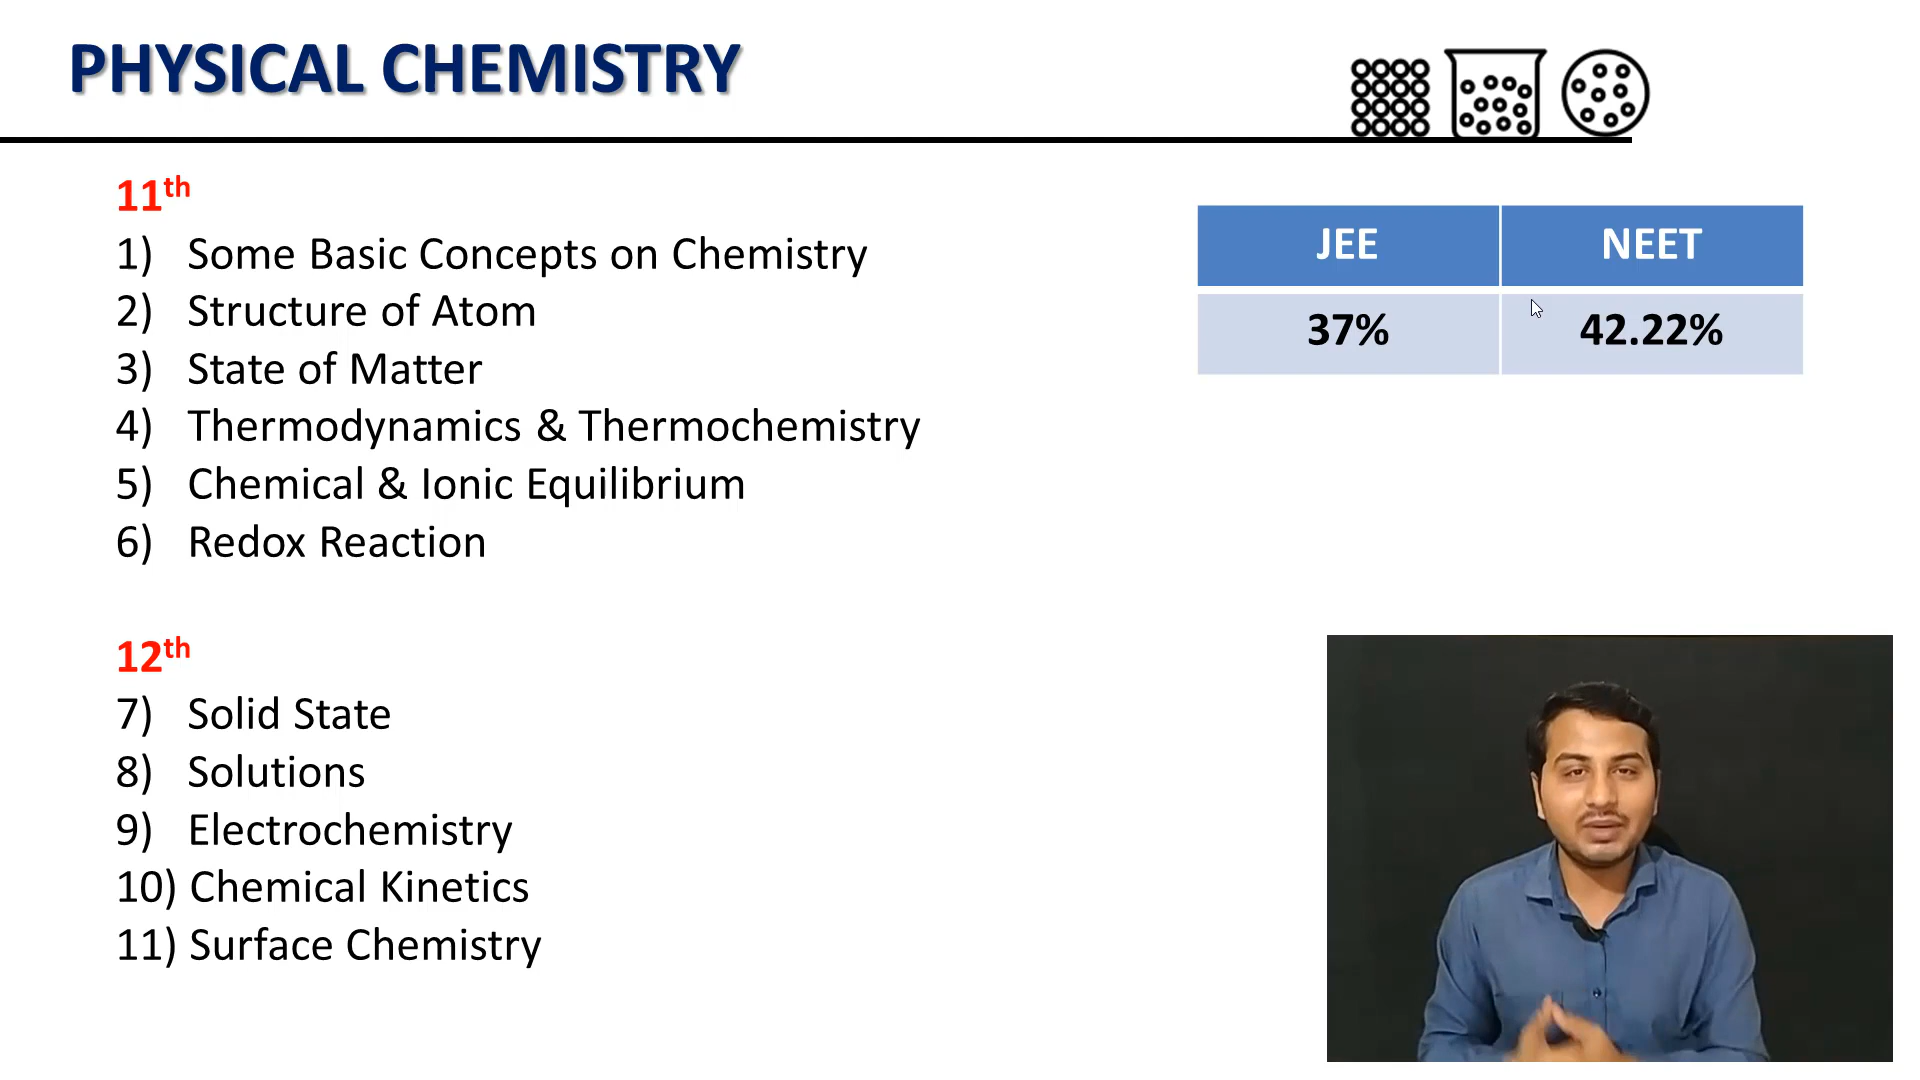 PHYSICAL CHEMISTRY
11th
1) Some Basic Concepts on Chemistry
2) Structure of Atom
3) State of Matter
4) Thermodynamics & Thermochemistry
5) Chemical & Ionic Equilibrium
6) Redox Reaction
12th
7) Solid State
8) Solutions
9) Electrochemistry
10) Chemical Kinetics
11) Surface Chemistry
JEE NEET
37% 42.22%